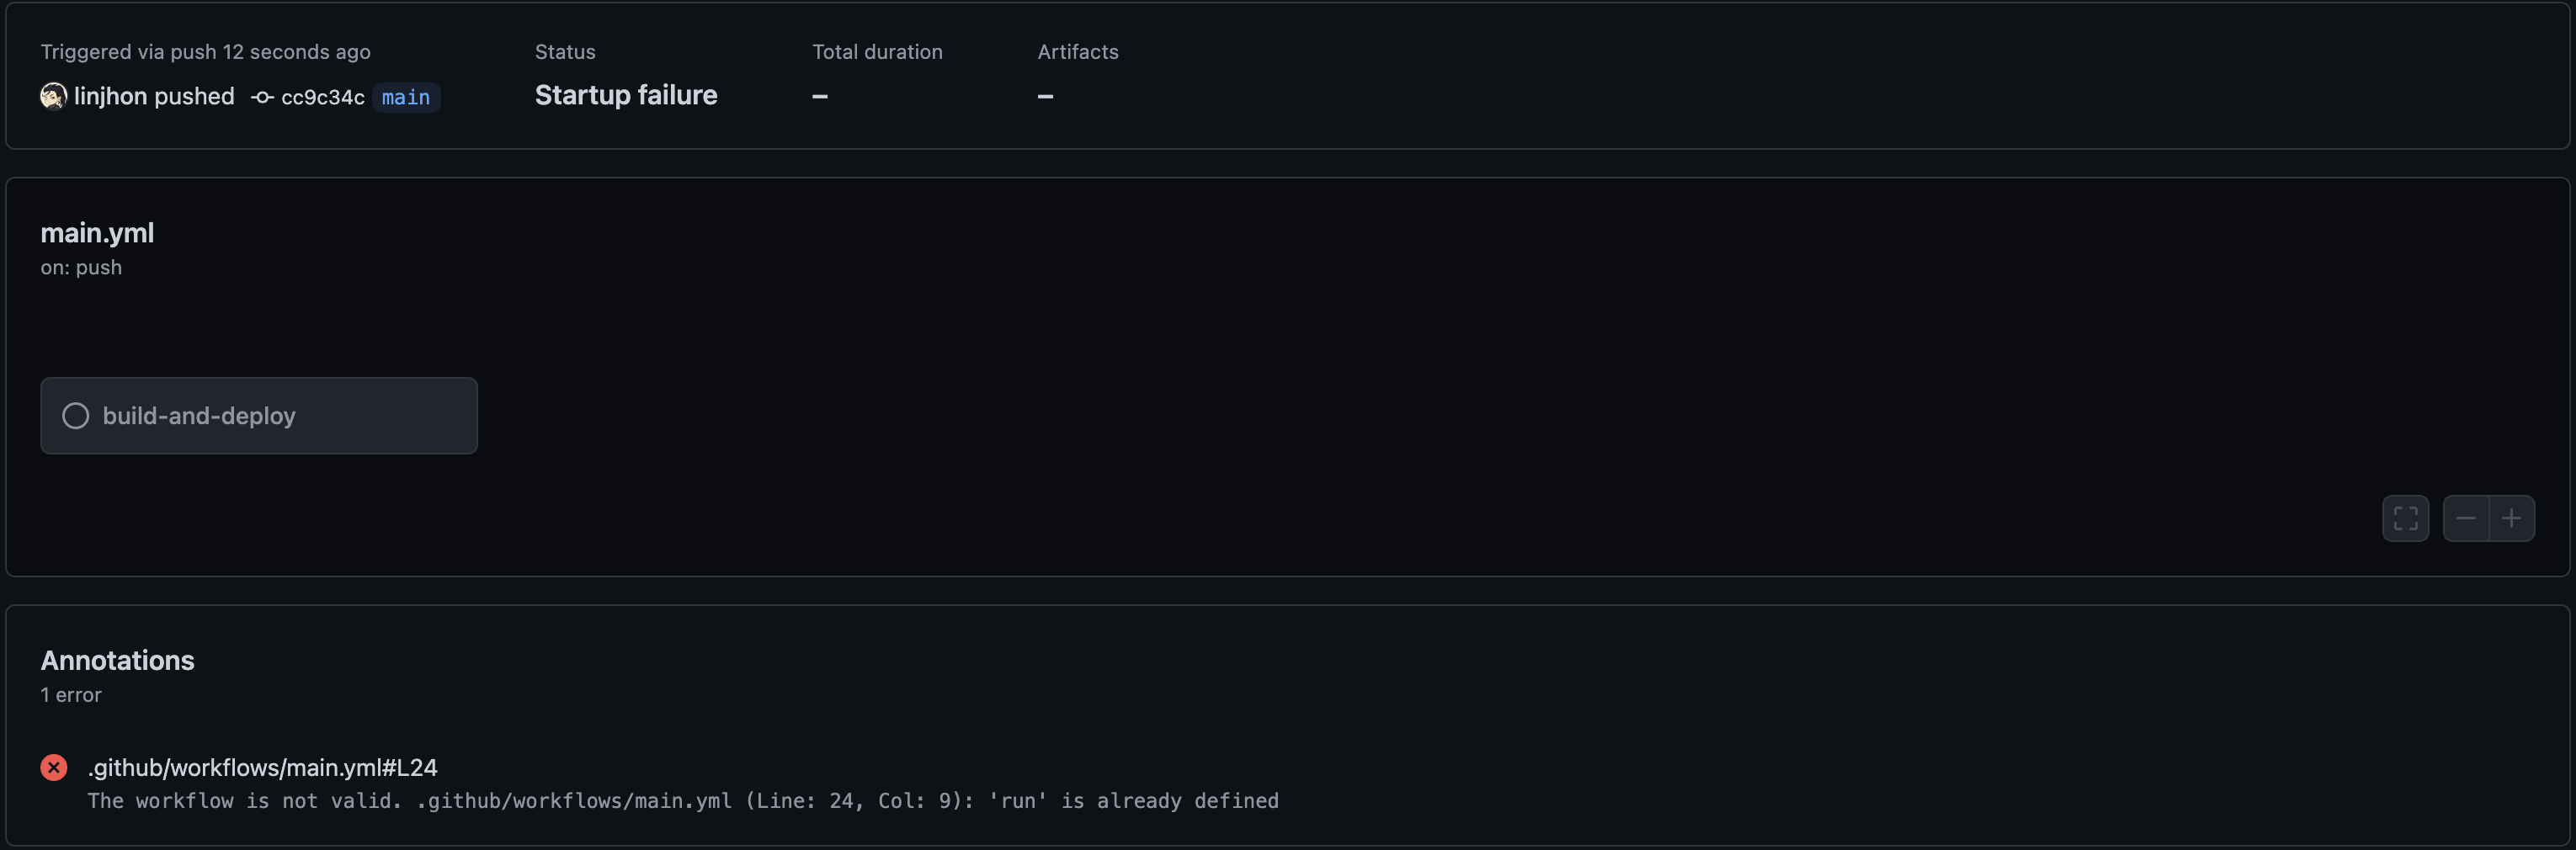 Triggered via push 12 seconds ago
linjhon pushed cc9c34c main
Status
Startup failure
Total duration
–
Artifacts
–
main.yml
on: push
build-and-deploy
Annotations
1 error
.github/workflows/main.yml#L24
The workflow is not valid. .github/workflows/main.yml (Line: 24, Col: 9): 'run' is already defined